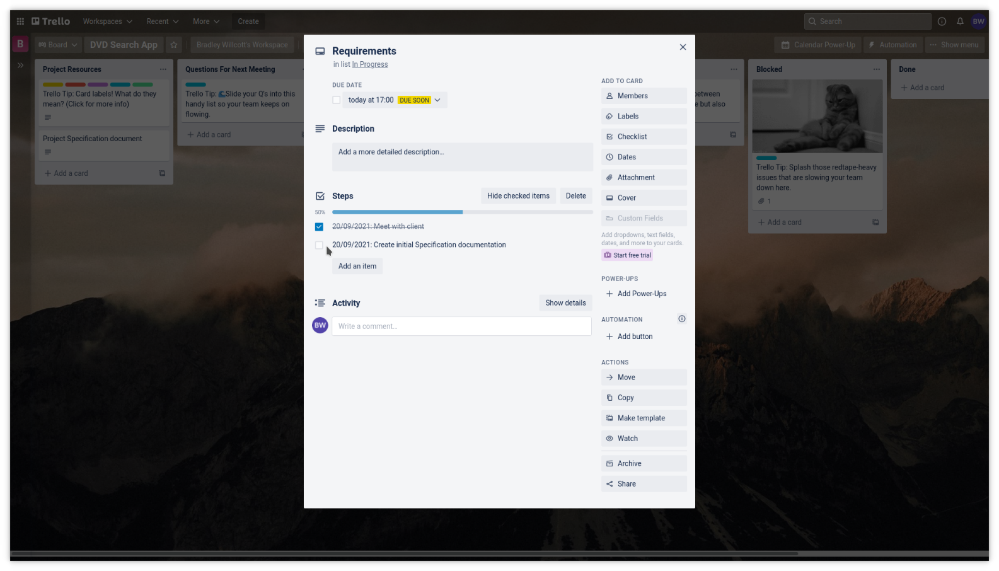 Trello
Workspaces
Recent
More
Create
Search
BW
B
Board
DVD Search App
Bradley Willcott's Workspace
Calendar Power-Up
Automation
Show menu
Project Resources
Trello Tip: Card labels! What do they
mean? (Click for more info)
Project Specification document
Add a card
Questions For Next Meeting
Trello Tip: 🌊Slide your Q's into this
handy list so your team keeps on
flowing.
Add a card
Requirements
in list In Progress
DUE DATE
today at 17:00 DUE SOON
Description
Add a more detailed description…
Steps
Hide checked items
Delete
50%
20/09/2021: Meet with client
20/09/2021: Create initial Specification documentation
Add an item
Activity
Show details
BW
Write a comment…
ADD TO CARD
Members
Labels
Checklist
Dates
Attachment
Cover
Custom Fields
Add dropdowns, text fields,
dates, and more to your cards.
Start free trial
POWER-UPS
Add Power-Ups
AUTOMATION
Add button
ACTIONS
Move
Copy
Make template
Watch
Archive
Share
between
e but also
Blocked
Trello Tip: Splash those redtape-heavy
issues that are slowing your team
down here.
1
Add a card
Done
Add a card